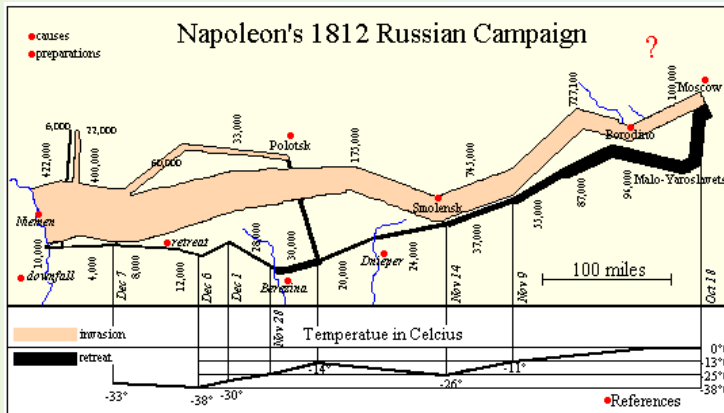 Napoleon's 1812 Russian Campaign
causes
preparations
?
Moscow
100,000
727,100
Borodino
6,000
22,000
422,000
400,000
60,000
33,000
Polotsk
175,000
745,000
Malo-Yaroshvets
Niemen
Smolensk
94,000
87,000
55,000
37,000
24,000
20,000
30,000
28,000
12,000
8,000
4,000
10,000
retreat
downfall
Berezina
Dnieper
100 miles
Dec 7
Dec 6
Dec 1
Nov 28
Nov 14
Nov 9
Oct 18
invasion
retreat
Temperatue in Celcius
0°
-13°
-25°
-38°
-33°
-38°
-30°
-14°
-26°
-11°
References